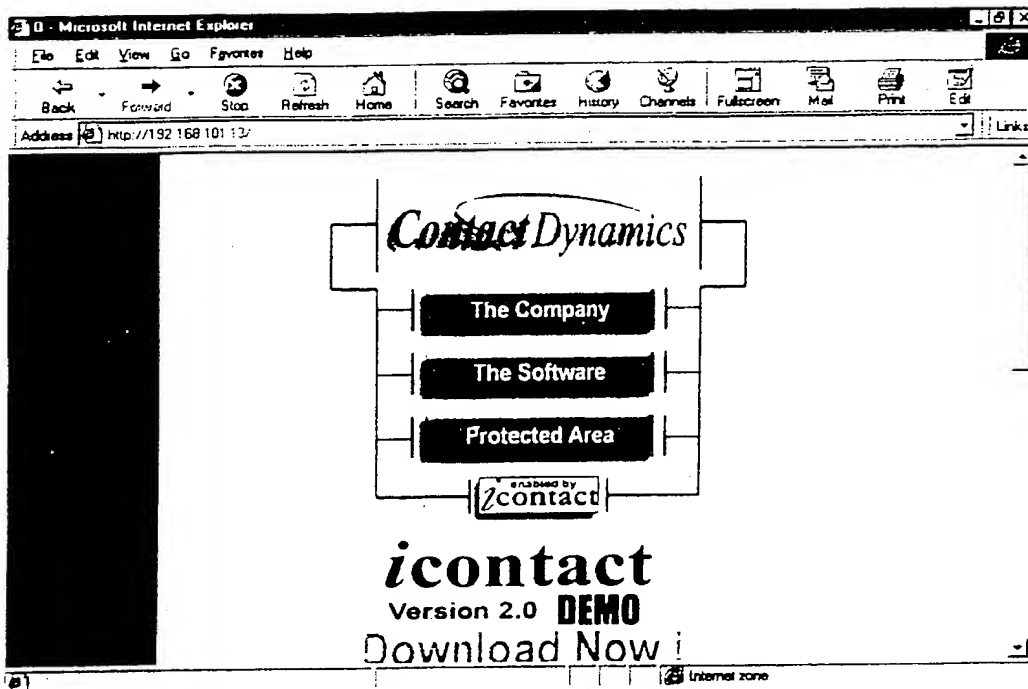 0 - Microsoft Internet Explorer
File Edit View Go Favorites Help
Back Forward Stop Refresh Home Search Favorites History Channels Fullscreen Mail Print Edit
Address http://192 168 101 13/ Links
Contact Dynamics
The Company
The Software
Protected Area
enabled by
icontact
icontact
Version 2.0 DEMO
Download Now !
Internet zone